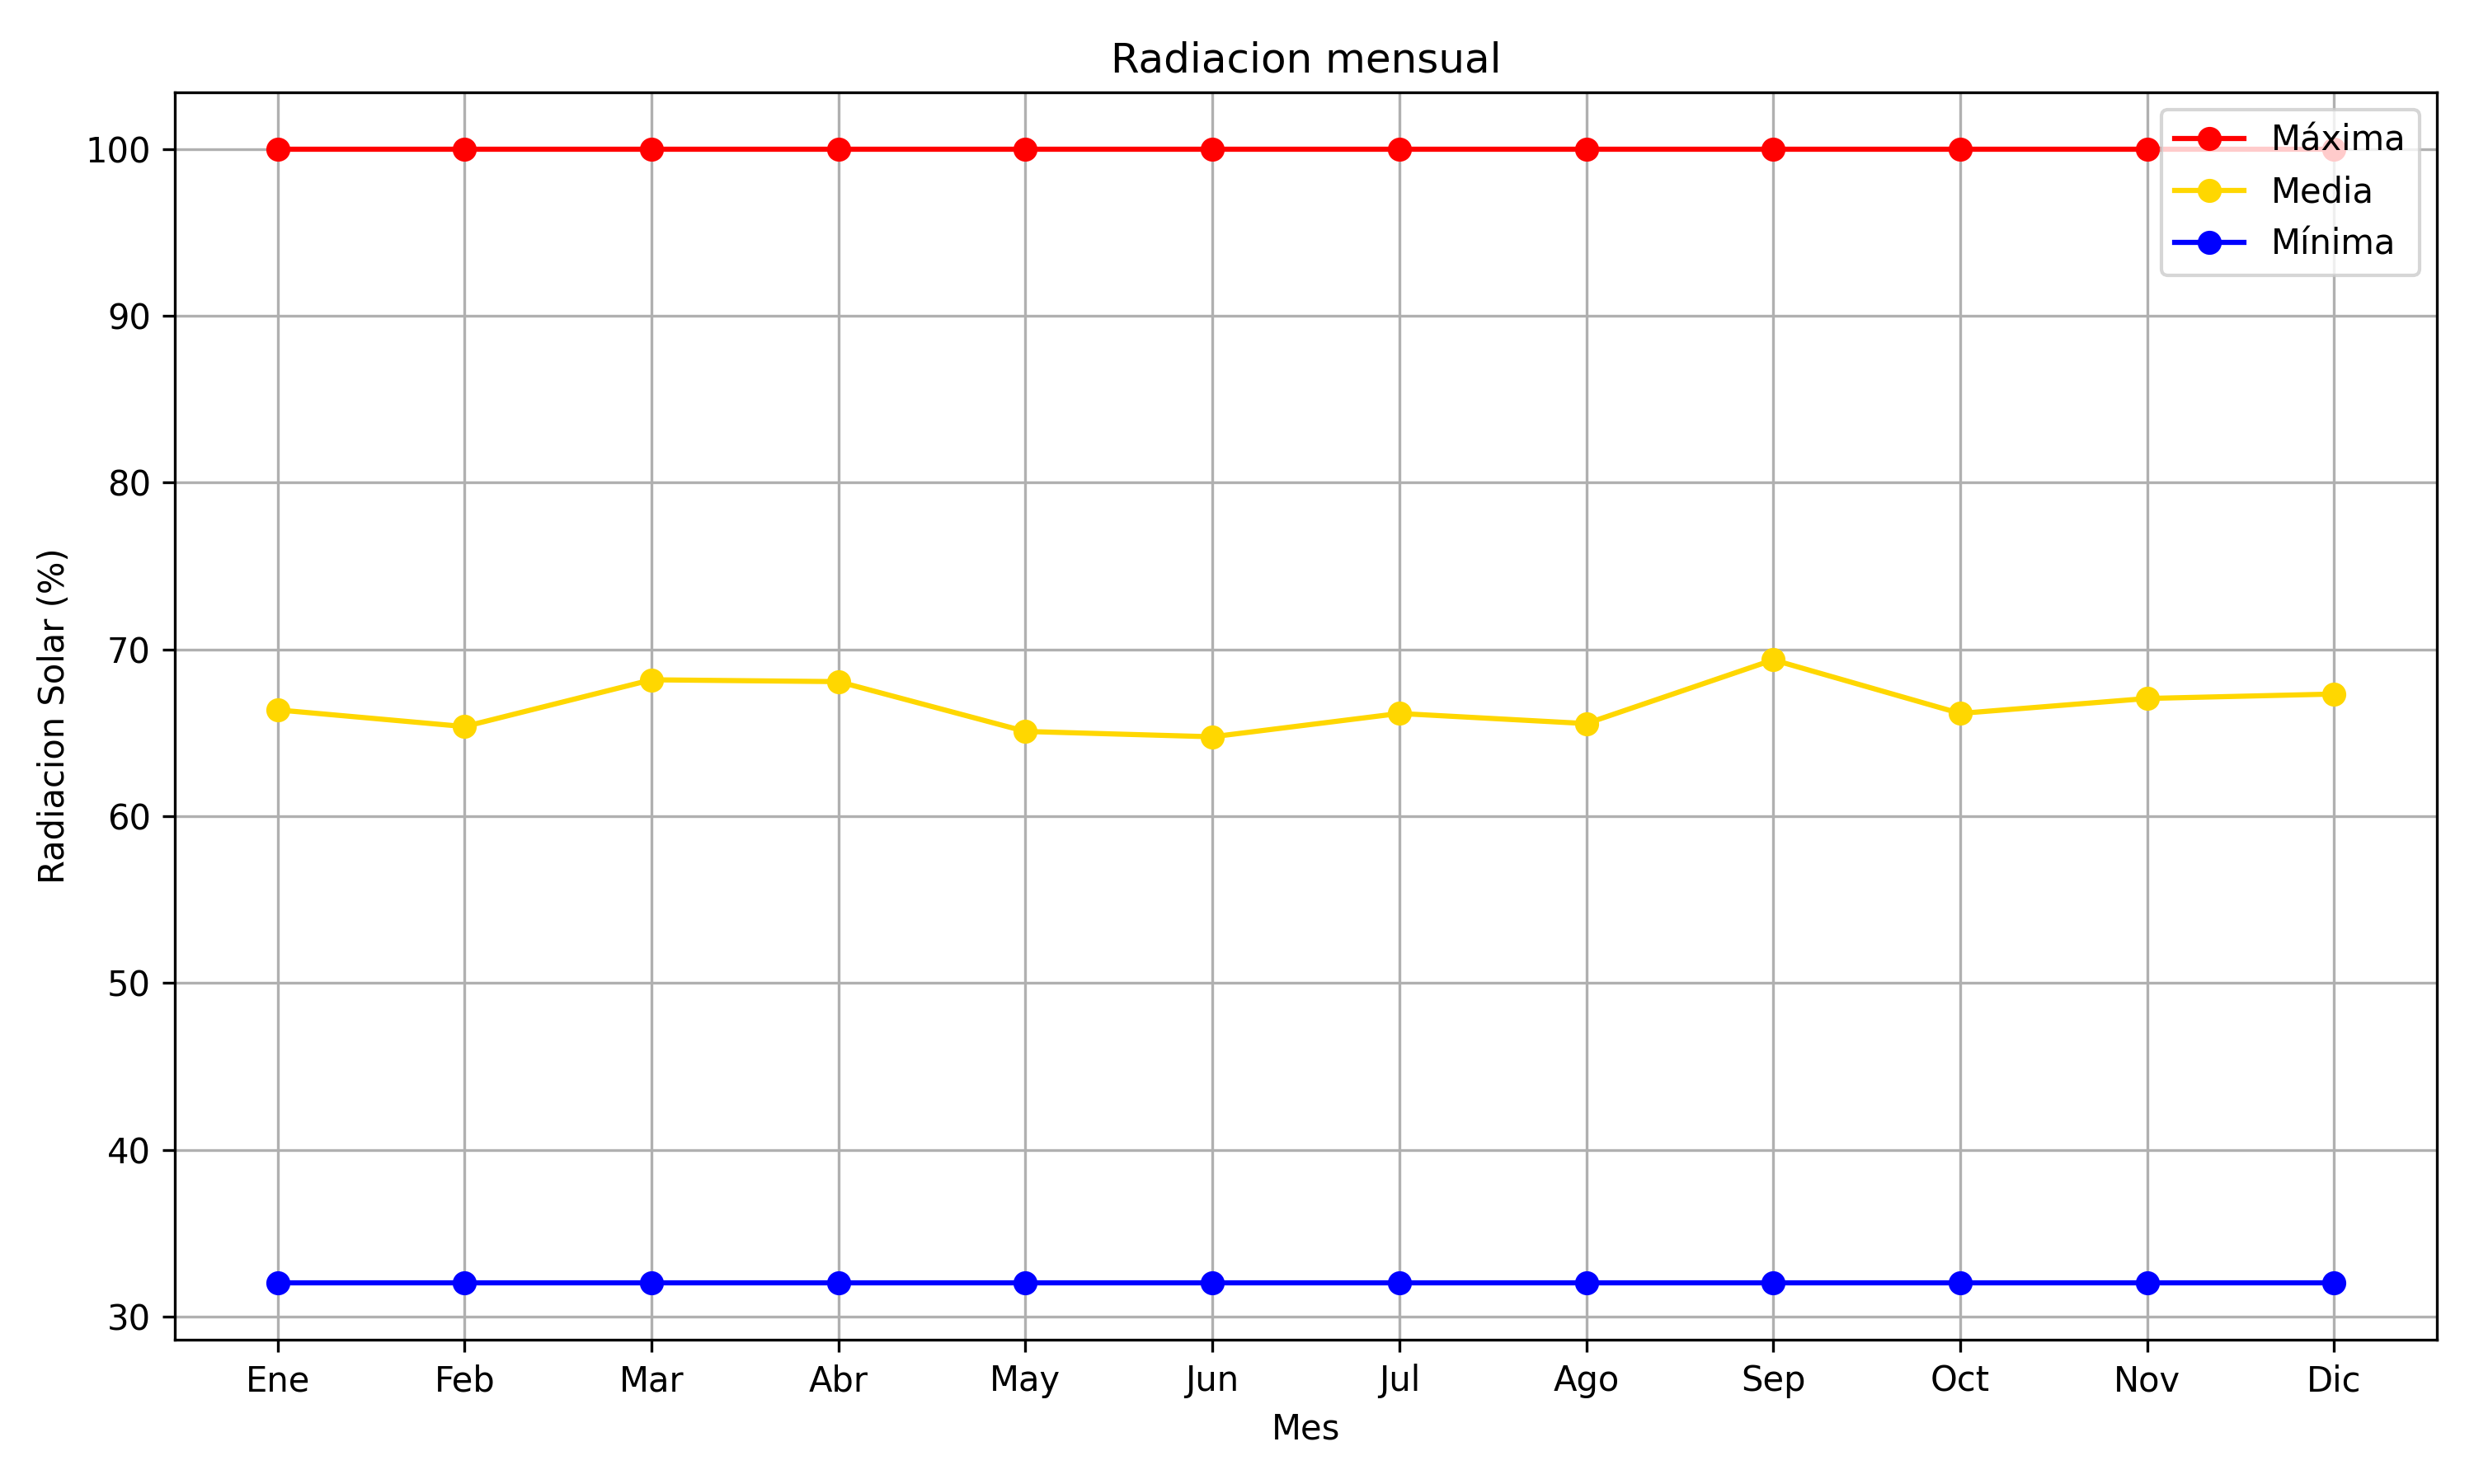 Radiacion mensual
Máxima
Media
Mínima
100
90
80
70
60
50
40
30
Radiacion Solar (%)
Ene Feb Mar Abr May Jun Jul Ago Sep Oct Nov Dic
Mes